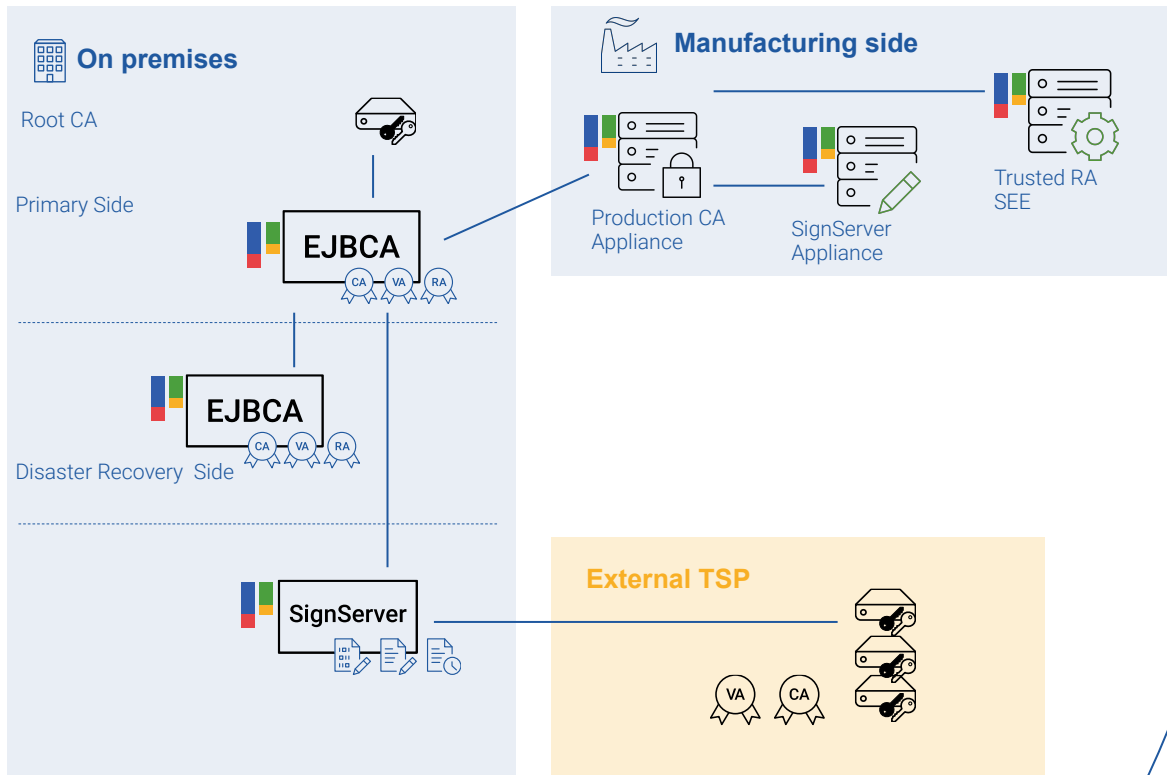 On premises
Root CA
Primary Side
EJBCA
CA
VA
RA
EJBCA
CA
VA
RA
Disaster Recovery Side
SignServer
Manufacturing side
Production CA
Appliance
SignServer
Appliance
Trusted RA
SEE
External TSP
VA
CA